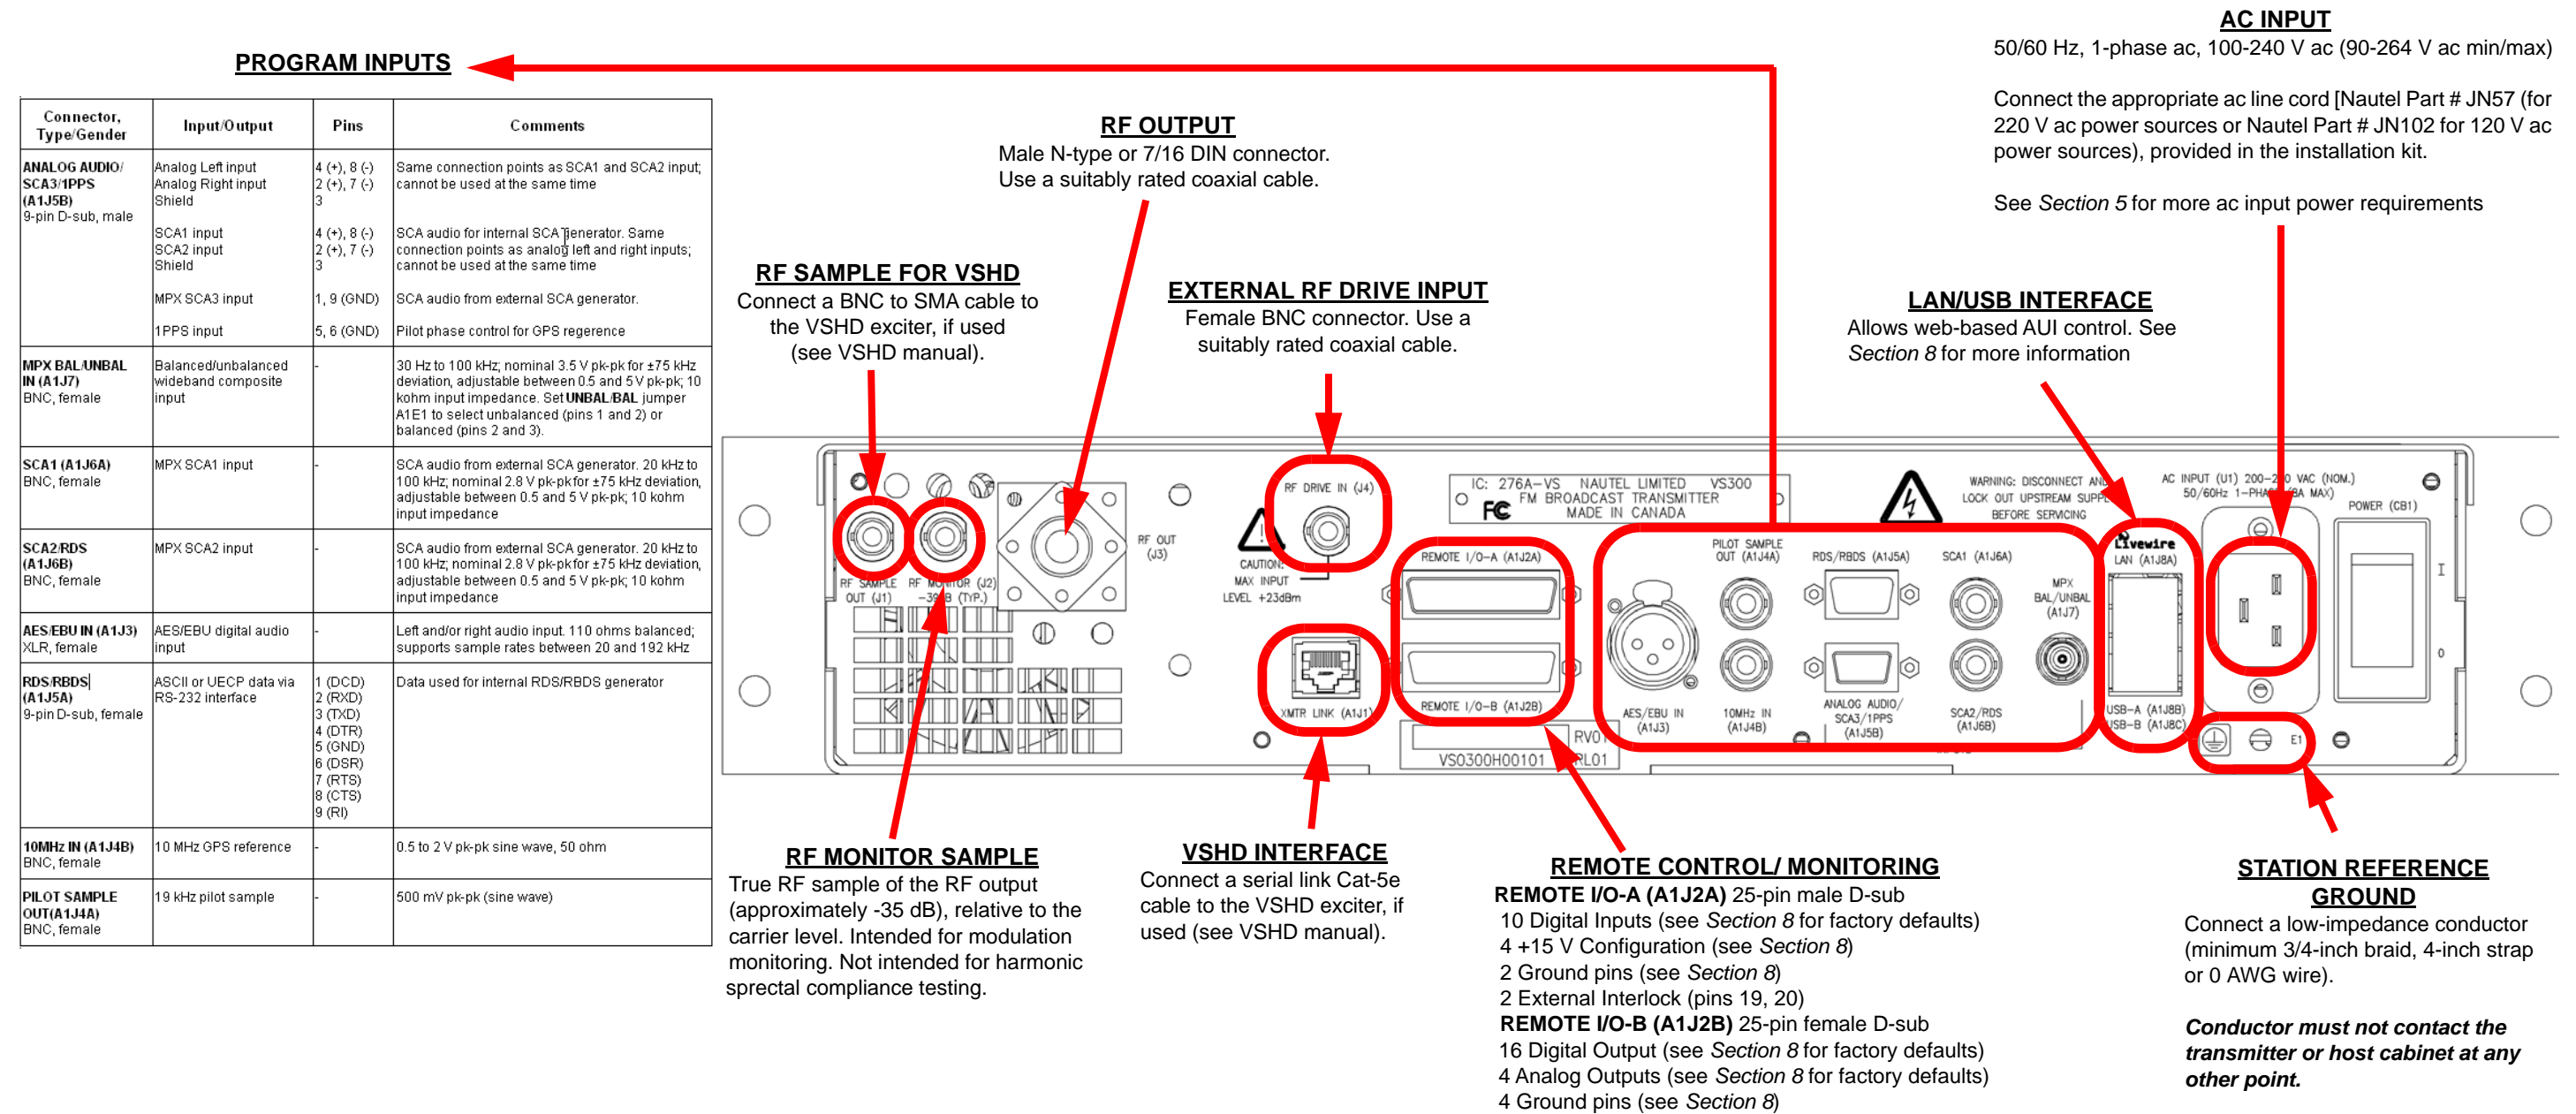 AC INPUT
50/60 Hz, 1-phase ac, 100-240 V ac (90-264 V ac min/max)
Connect the appropriate ac line cord [Nautel Part # JN57 (for
220 V ac power sources or Nautel Part # JN102 for 120 V ac
power sources), provided in the installation kit.
See Section 5 for more ac input power requirements
PROGRAM INPUTS
Connector, Type/Gender | Input/Output | Pins | Comments
ANALOG AUDIO/
SCA3/1PPS
(A1J5B)
9-pin D-sub, male
Analog Left input | 4 (+), 8 (-) | Same connection points as SCA1 and SCA2 input;
Analog Right input | 2 (+), 7 (-) | cannot be used at the same time
Shield | 3
SCA1 input | 4 (+), 8 (-) | SCA audio for internal SCA generator. Same
SCA2 input | 2 (+), 7 (-) | connection points as analog left and right inputs;
Shield | 3 | cannot be used at the same time
MPX SCA3 input | 1, 9 (GND) | SCA audio from external SCA generator.
1PPS input | 5, 6 (GND) | Pilot phase control for GPS regerence
MPX BAL/UNBAL
IN (A1J7)
BNC, female
Balanced/unbalanced
wideband composite
input
-
30 Hz to 100 kHz; nominal 3.5 V pk-pk for ±75 kHz
deviation, adjustable between 0.5 and 5 V pk-pk; 10
kohm input impedance. Set UNBAL/BAL jumper
A1E1 to select unbalanced (pins 1 and 2) or
balanced (pins 2 and 3).
SCA1 (A1J6A)
BNC, female
MPX SCA1 input
-
SCA audio from external SCA generator. 20 kHz to
100 kHz; nominal 2.8 V pk-pk for ±75 kHz deviation,
adjustable between 0.5 and 5 V pk-pk; 10 kohm
input impedance
SCA2/RDS
(A1J6B)
BNC, female
MPX SCA2 input
-
SCA audio from external SCA generator. 20 kHz to
100 kHz; nominal 2.8 V pk-pk for ±75 kHz deviation,
adjustable between 0.5 and 5 V pk-pk; 10 kohm
input impedance
AES/EBU IN (A1J3)
XLR, female
AES/EBU digital audio
input
-
Left and/or right audio input. 110 ohms balanced;
supports sample rates between 20 and 192 kHz
RDS/RBDS
(A1J5A)
9-pin D-sub, female
ASCII or UECP data via
RS-232 interface
1 (DCD)
2 (RXD)
3 (TXD)
4 (DTR)
5 (GND)
6 (DSR)
7 (RTS)
8 (CTS)
9 (RI)
Data used for internal RDS/RBDS generator
10MHz IN (A1J4B)
BNC, female
10 MHz GPS reference
-
0.5 to 2 V pk-pk sine wave, 50 ohm
PILOT SAMPLE
OUT(A1J4A)
BNC, female
19 kHz pilot sample
-
500 mV pk-pk (sine wave)
RF OUTPUT
Male N-type or 7/16 DIN connector.
Use a suitably rated coaxial cable.
RF SAMPLE FOR VSHD
Connect a BNC to SMA cable to
the VSHD exciter, if used
(see VSHD manual).
EXTERNAL RF DRIVE INPUT
Female BNC connector. Use a
suitably rated coaxial cable.
LAN/USB INTERFACE
Allows web-based AUI control. See
Section 8 for more information
RF SAMPLE
OUT (J1)
RF MONITOR (J2)
(TYP.)
RF OUT
(J3)
RF DRIVE IN (J4)
CAUTION:
MAX INPUT
LEVEL +23dBm
XMTR LINK (A1J1)
IC: 276A-VS NAUTEL LIMITED VS300
FC FM BROADCAST TRANSMITTER
MADE IN CANADA
REMOTE I/O-A (A1J2A)
REMOTE I/O-B (A1J2B)
VS0300H00101
RL01
WARNING: DISCONNECT AND
LOCK OUT UPSTREAM
BEFORE SERVICING
PILOT SAMPLE
OUT (A1J4A)
RDS/RBDS (A1J5A)
SCA1 (A1J6A)
MPX
BAL/UNBAL
(A1J7)
AES/EBU IN
(A1J3)
10MHz IN
(A1J4B)
ANALOG AUDIO/
SCA3/1PPS
(A1J5B)
SCA2/RDS
(A1J6B)
Livewire
LAN (A1J8A)
USB-A (A1J8B)
USB-B (A1J8C)
AC INPUT (U1) VAC (NOM.)
50/60Hz MAX)
POWER (CB1)
I
0
E1
RF MONITOR SAMPLE
True RF sample of the RF output
(approximately -35 dB), relative to the
carrier level. Intended for modulation
monitoring. Not intended for harmonic
sprectal compliance testing.
VSHD INTERFACE
Connect a serial link Cat-5e
cable to the VSHD exciter, if
used (see VSHD manual).
REMOTE CONTROL/ MONITORING
REMOTE I/O-A (A1J2A) 25-pin male D-sub
10 Digital Inputs (see Section 8 for factory defaults)
4 +15 V Configuration (see Section 8)
2 Ground pins (see Section 8)
2 External Interlock (pins 19, 20)
REMOTE I/O-B (A1J2B) 25-pin female D-sub
16 Digital Output (see Section 8 for factory defaults)
4 Analog Outputs (see Section 8 for factory defaults)
4 Ground pins (see Section 8)
STATION REFERENCE
GROUND
Connect a low-impedance conductor
(minimum 3/4-inch braid, 4-inch strap
or 0 AWG wire).
Conductor must not contact the
transmitter or host cabinet at any
other point.